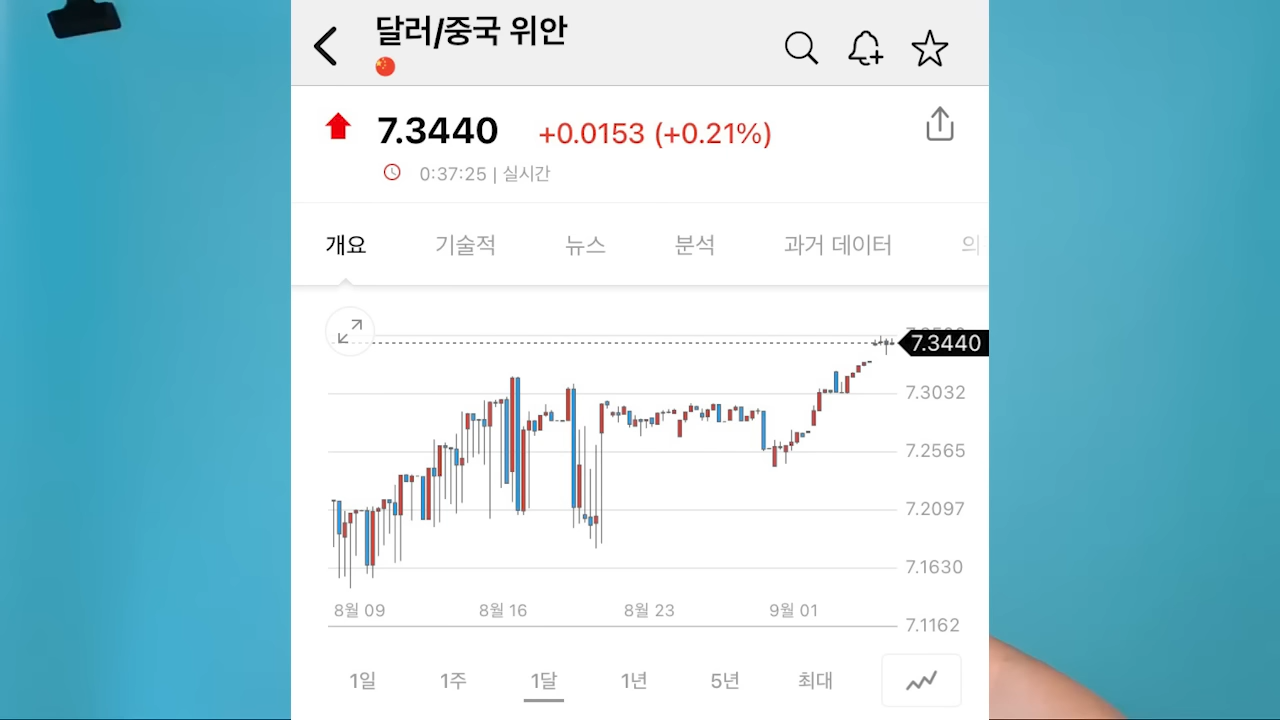 달러/중국 위안
7.3440 +0.0153 (+0.21%)
0:37:25 | 실시간
개요 기술적 뉴스 분석 과거 데이터
7.3440
7.3032
7.2565
7.2097
7.1630
8월 09 8월 16 8월 23 9월 01
7.1162
1일 1주 1달 1년 5년 최대